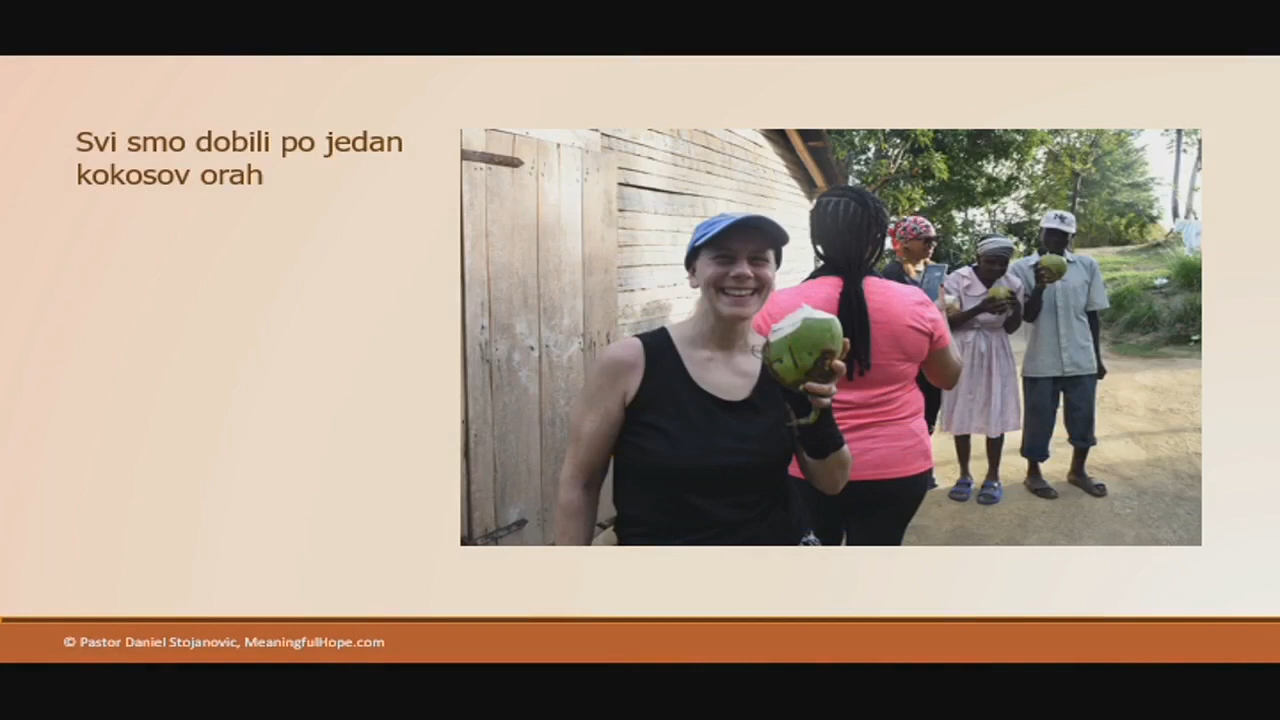 Svi smo dobili po jedan
kokosov orah
© Pastor Daniel Stojanovic, MeaningfulHope.com